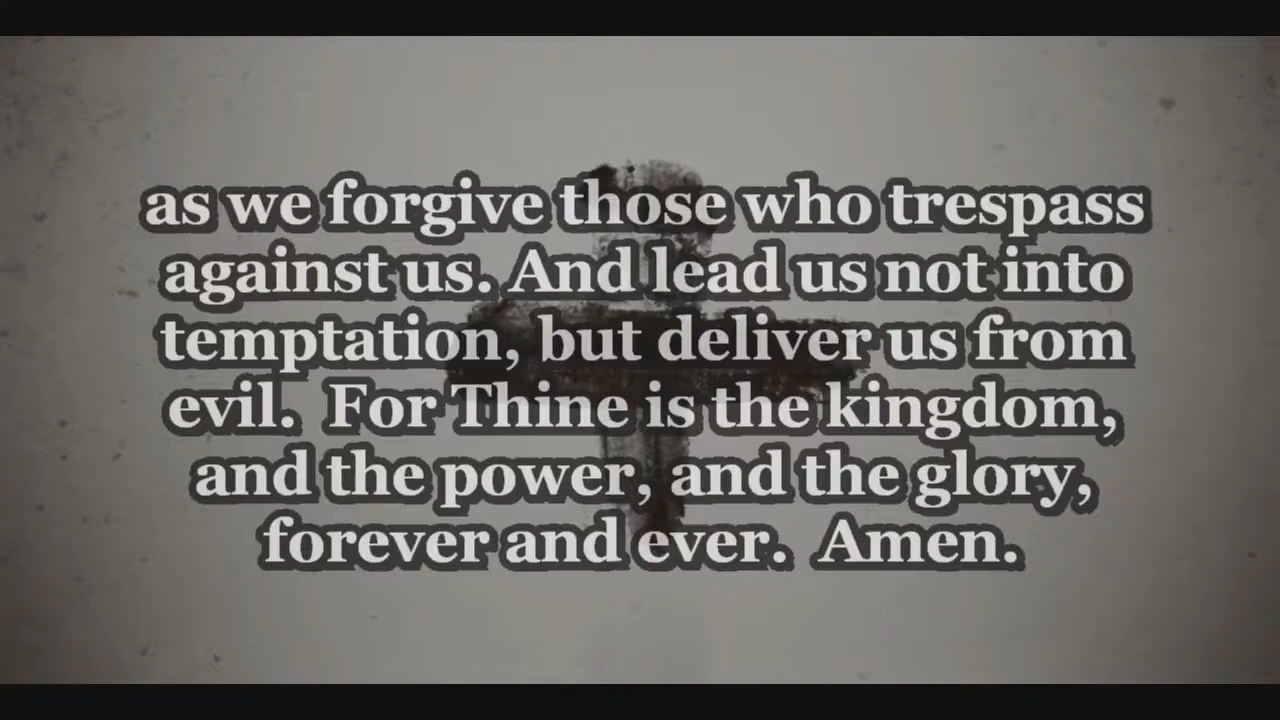 as we forgive those who trespass
against us. And lead us not into
temptation, but deliver us from
evil.  For Thine is the kingdom,
and the power, and the glory,
forever and ever.  Amen.